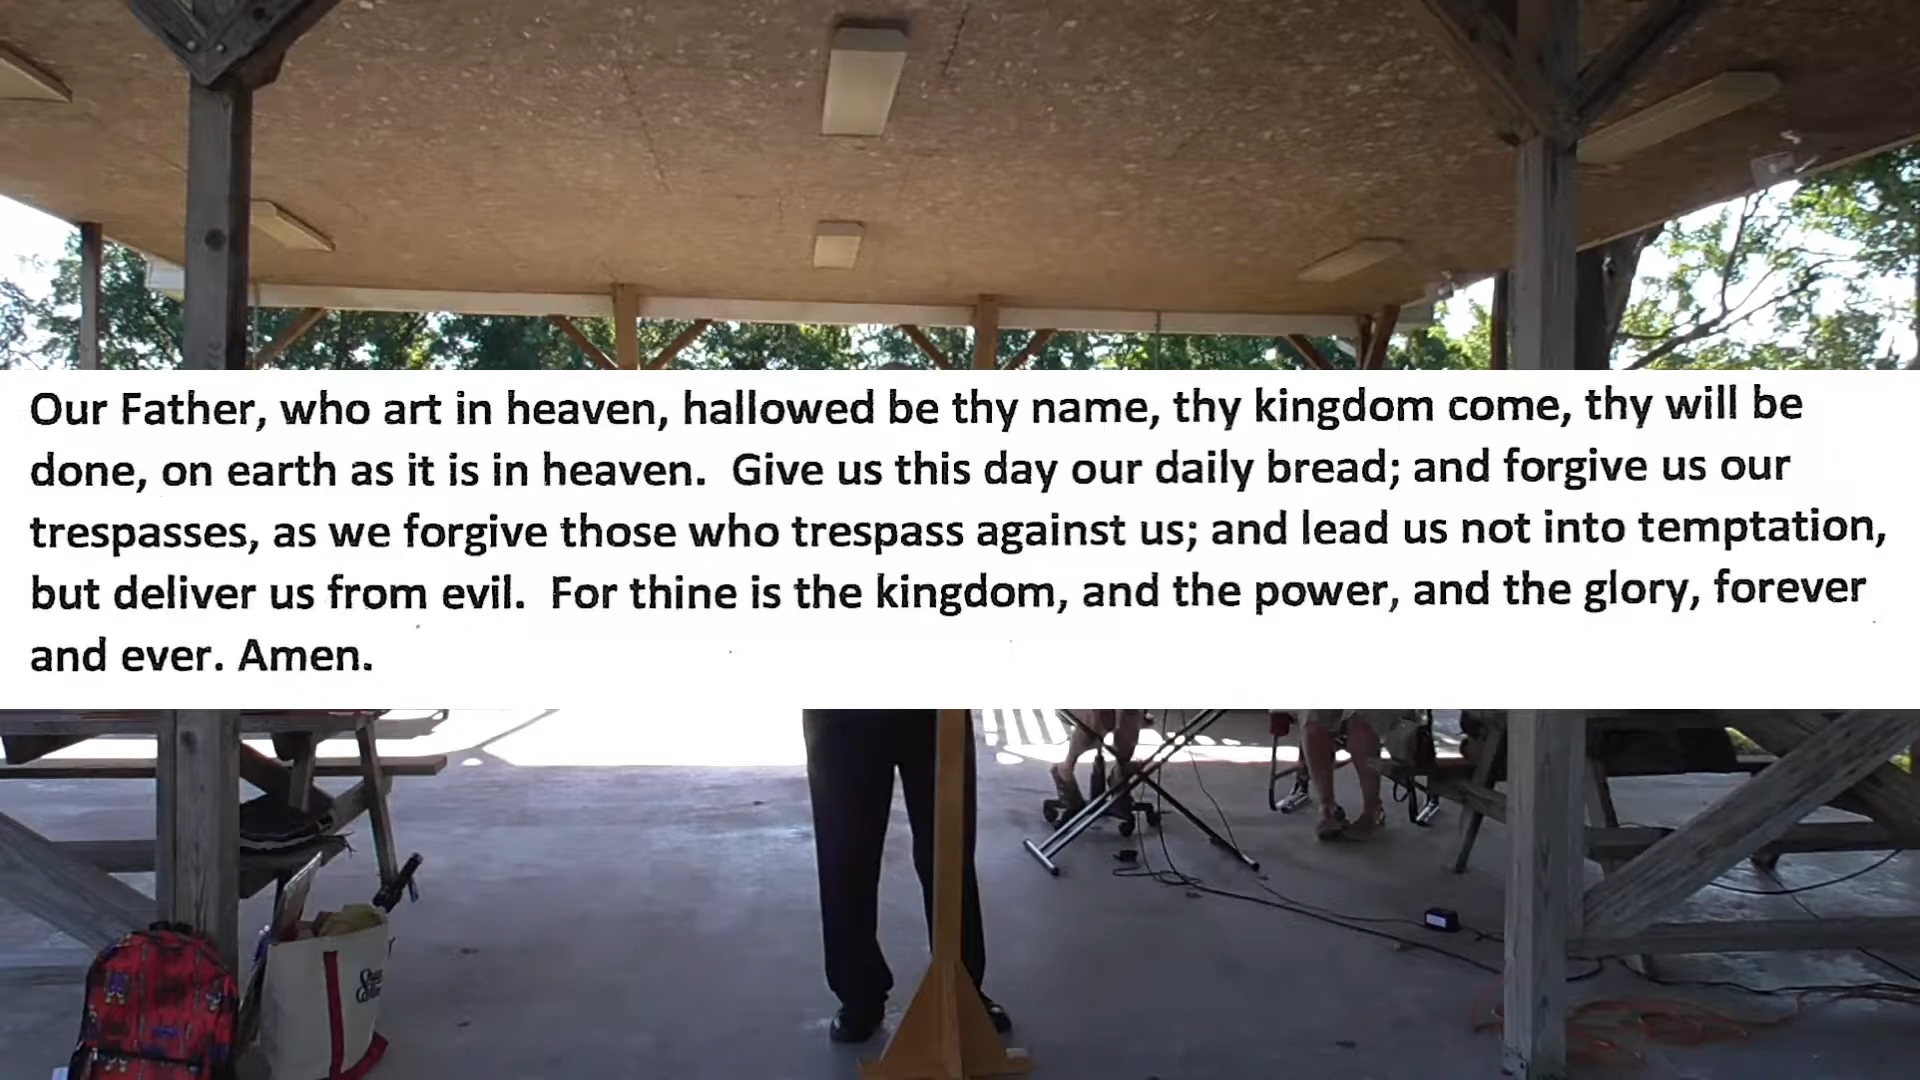 Our Father, who art in heaven, hallowed be thy name, thy kingdom come, thy will be
done, on earth as it is in heaven.  Give us this day our daily bread; and forgive us our
trespasses, as we forgive those who trespass against us; and lead us not into temptation,
but deliver us from evil.  For thine is the kingdom, and the power, and the glory, forever
and ever. Amen.